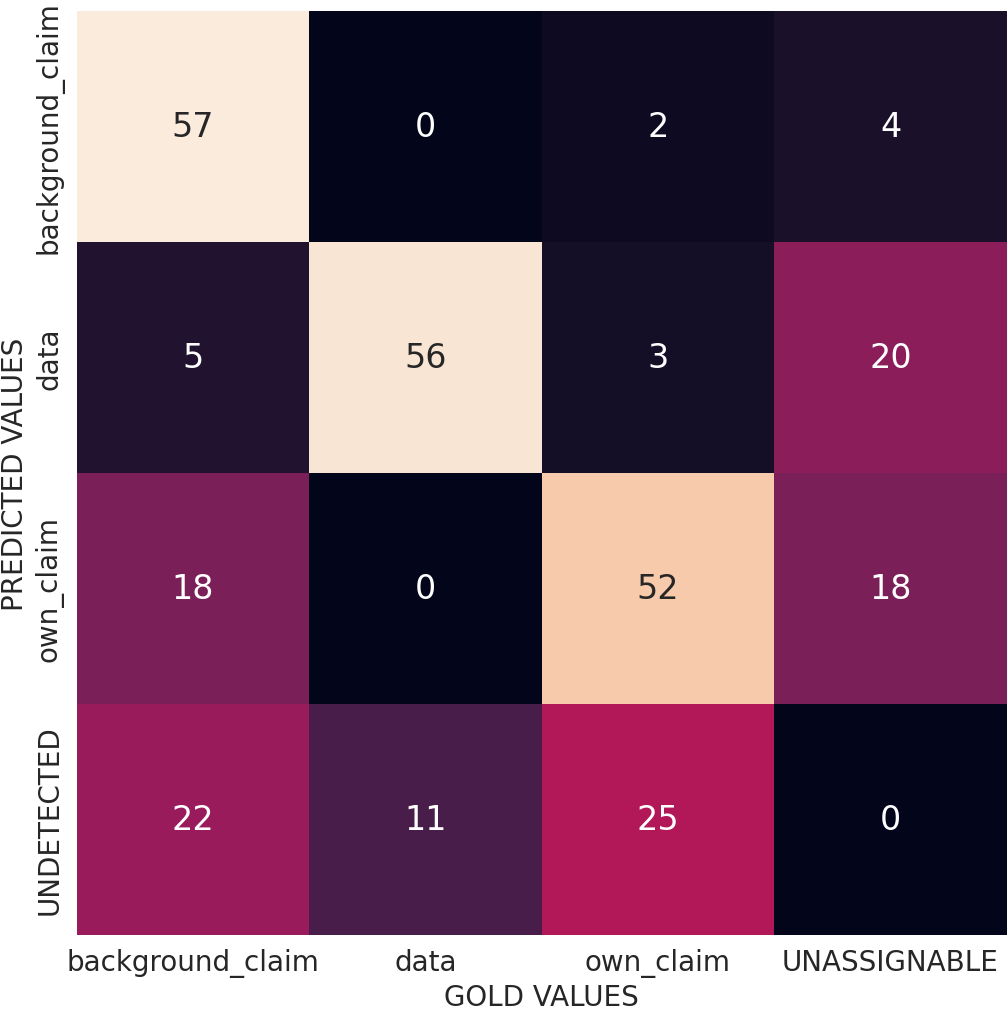 PREDICTED VALUES
background_claim
57 0 2 4
data
5 56 3 20
own_claim
18 0 52 18
UNDETECTED
22 11 25 0
background_claim data own_claim UNASSIGNABLE
GOLD VALUES